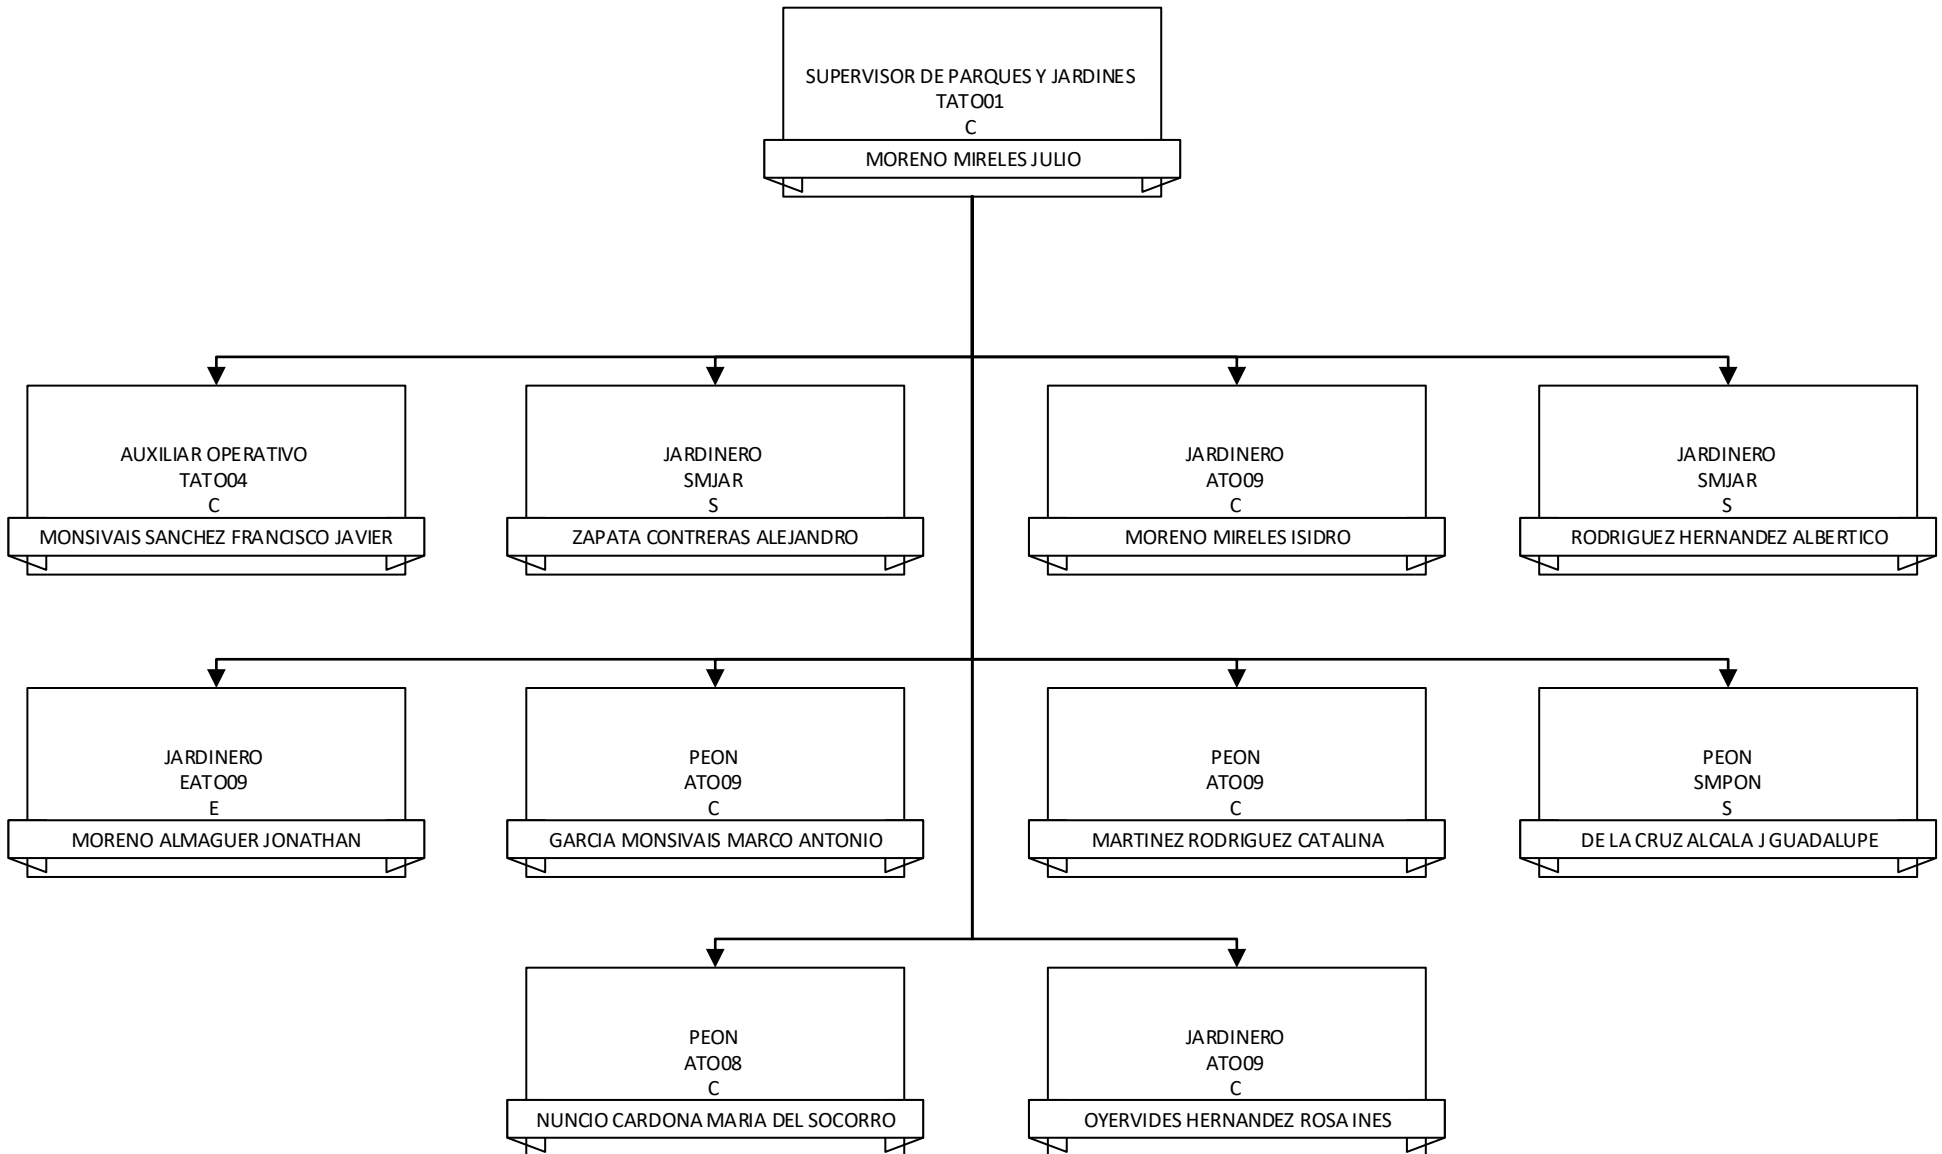 SUPERVISOR DE PARQUES Y JARDINES
TATO01
C
MORENO MIRELES JULIO
AUXILIAR OPERATIVO
TATO04
C
MONSIVAIS SANCHEZ FRANCISCO JAVIER
JARDINERO
SMJAR
S
ZAPATA CONTRERAS ALEJANDRO
JARDINERO
ATO09
C
MORENO MIRELES ISIDRO
JARDINERO
SMJAR
S
RODRIGUEZ HERNANDEZ ALBERTICO
JARDINERO
EATO09
E
MORENO ALMAGUER JONATHAN
PEON
ATO09
C
GARCIA MONSIVAIS MARCO ANTONIO
PEON
ATO09
C
MARTINEZ RODRIGUEZ CATALINA
PEON
SMPON
S
DE LA CRUZ ALCALA J GUADALUPE
PEON
ATO08
C
NUNCIO CARDONA MARIA DEL SOCORRO
JARDINERO
ATO09
C
OYERVIDES HERNANDEZ ROSA INES